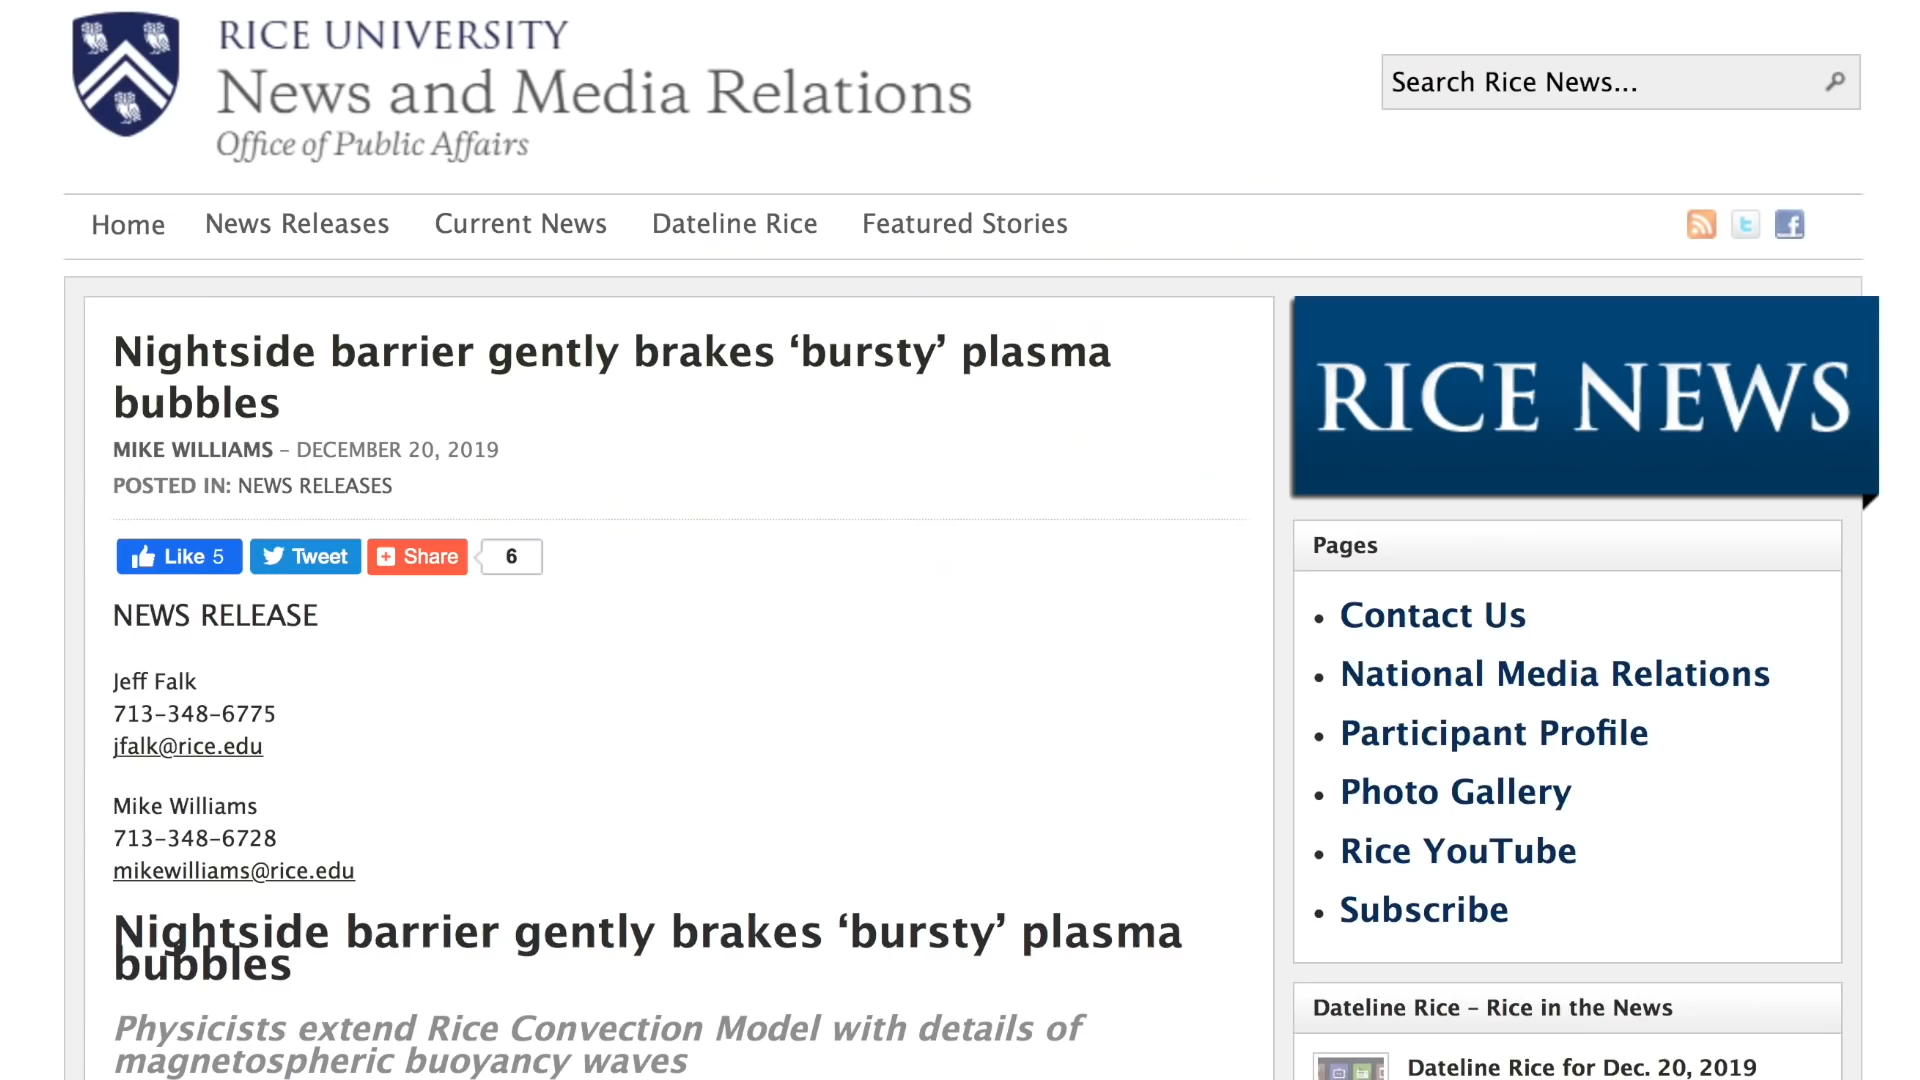 RICE UNIVERSITY
News and Media Relations
Office of Public Affairs
Search Rice News...
Home News Releases Current News Dateline Rice Featured Stories
Nightside barrier gently brakes ‘bursty’ plasma
bubbles
MIKE WILLIAMS – DECEMBER 20, 2019
POSTED IN: NEWS RELEASES
Like 5 Tweet Share 6
NEWS RELEASE
Jeff Falk
713-348-6775
jfalk@rice.edu
Mike Williams
713-348-6728
mikewilliams@rice.edu
Nightside barrier gently brakes ‘bursty’ plasma
bubbles
Physicists extend Rice Convection Model with details of
magnetospheric buoyancy waves
RICE NEWS
Pages
• Contact Us
• National Media Relations
• Participant Profile
• Photo Gallery
• Rice YouTube
• Subscribe
Dateline Rice – Rice in the News
Dateline Rice for Dec. 20, 2019